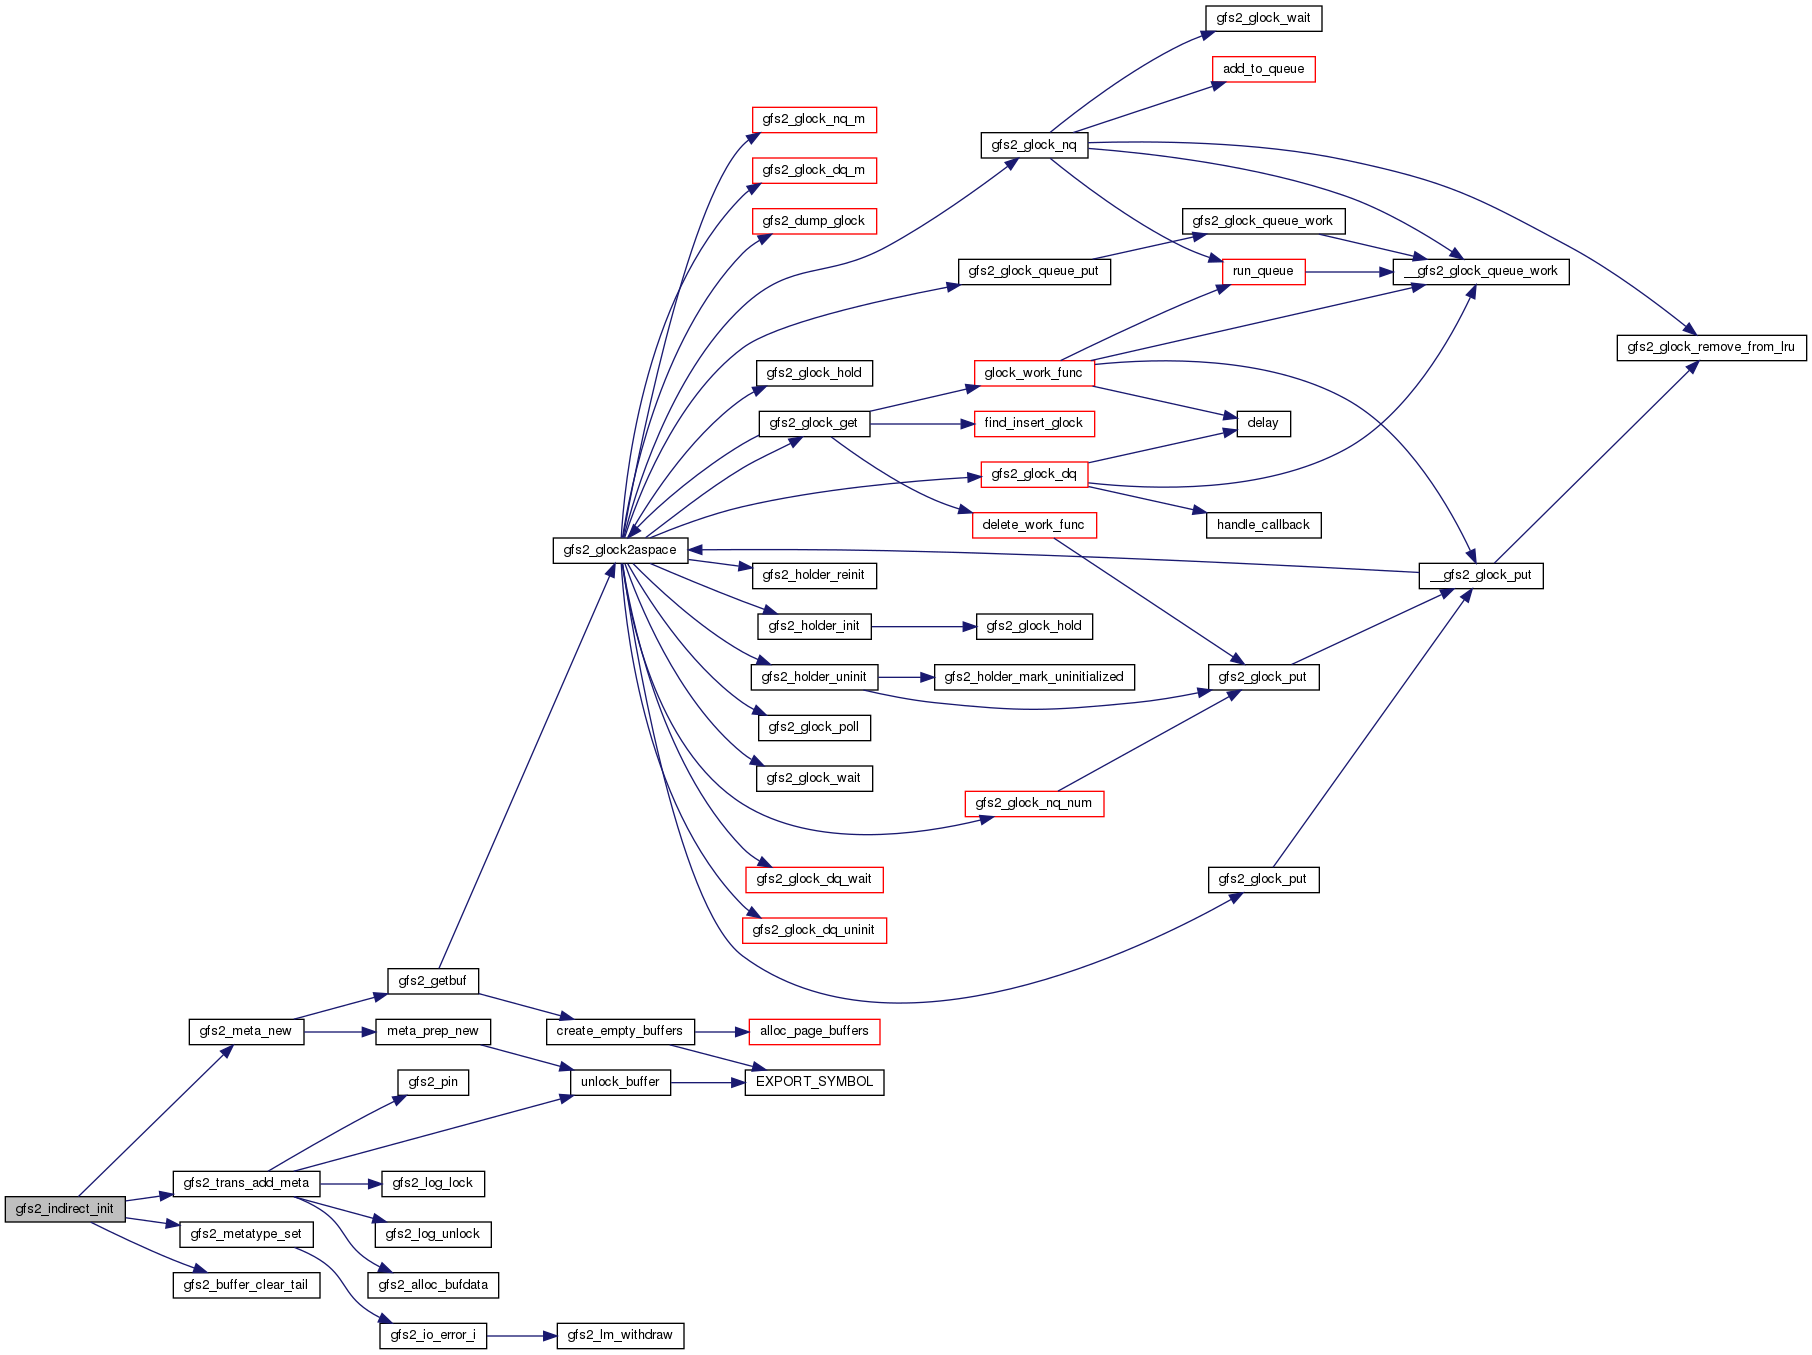 gfs2_glock_wait
add_to_queue
gfs2_glock_nq_m
gfs2_glock_nq
gfs2_glock_dq_m
gfs2_dump_glock
gfs2_glock_queue_work
gfs2_glock_queue_put
run_queue
__gfs2_glock_queue_work
gfs2_glock_remove_from_lru
gfs2_glock_hold
glock_work_func
gfs2_glock_get
find_insert_glock
delay
gfs2_glock_dq
delete_work_func
handle_callback
gfs2_glock2aspace
gfs2_holder_reinit
__gfs2_glock_put
gfs2_holder_init
gfs2_glock_hold
gfs2_holder_uninit
gfs2_holder_mark_uninitialized
gfs2_glock_put
gfs2_glock_poll
gfs2_glock_wait
gfs2_glock_nq_num
gfs2_glock_dq_wait
gfs2_glock_put
gfs2_glock_dq_uninit
gfs2_getbuf
gfs2_meta_new
meta_prep_new
create_empty_buffers
alloc_page_buffers
gfs2_pin
unlock_buffer
EXPORT_SYMBOL
gfs2_trans_add_meta
gfs2_log_lock
gfs2_indirect_init
gfs2_metatype_set
gfs2_log_unlock
gfs2_buffer_clear_tail
gfs2_alloc_bufdata
gfs2_io_error_i
gfs2_lm_withdraw